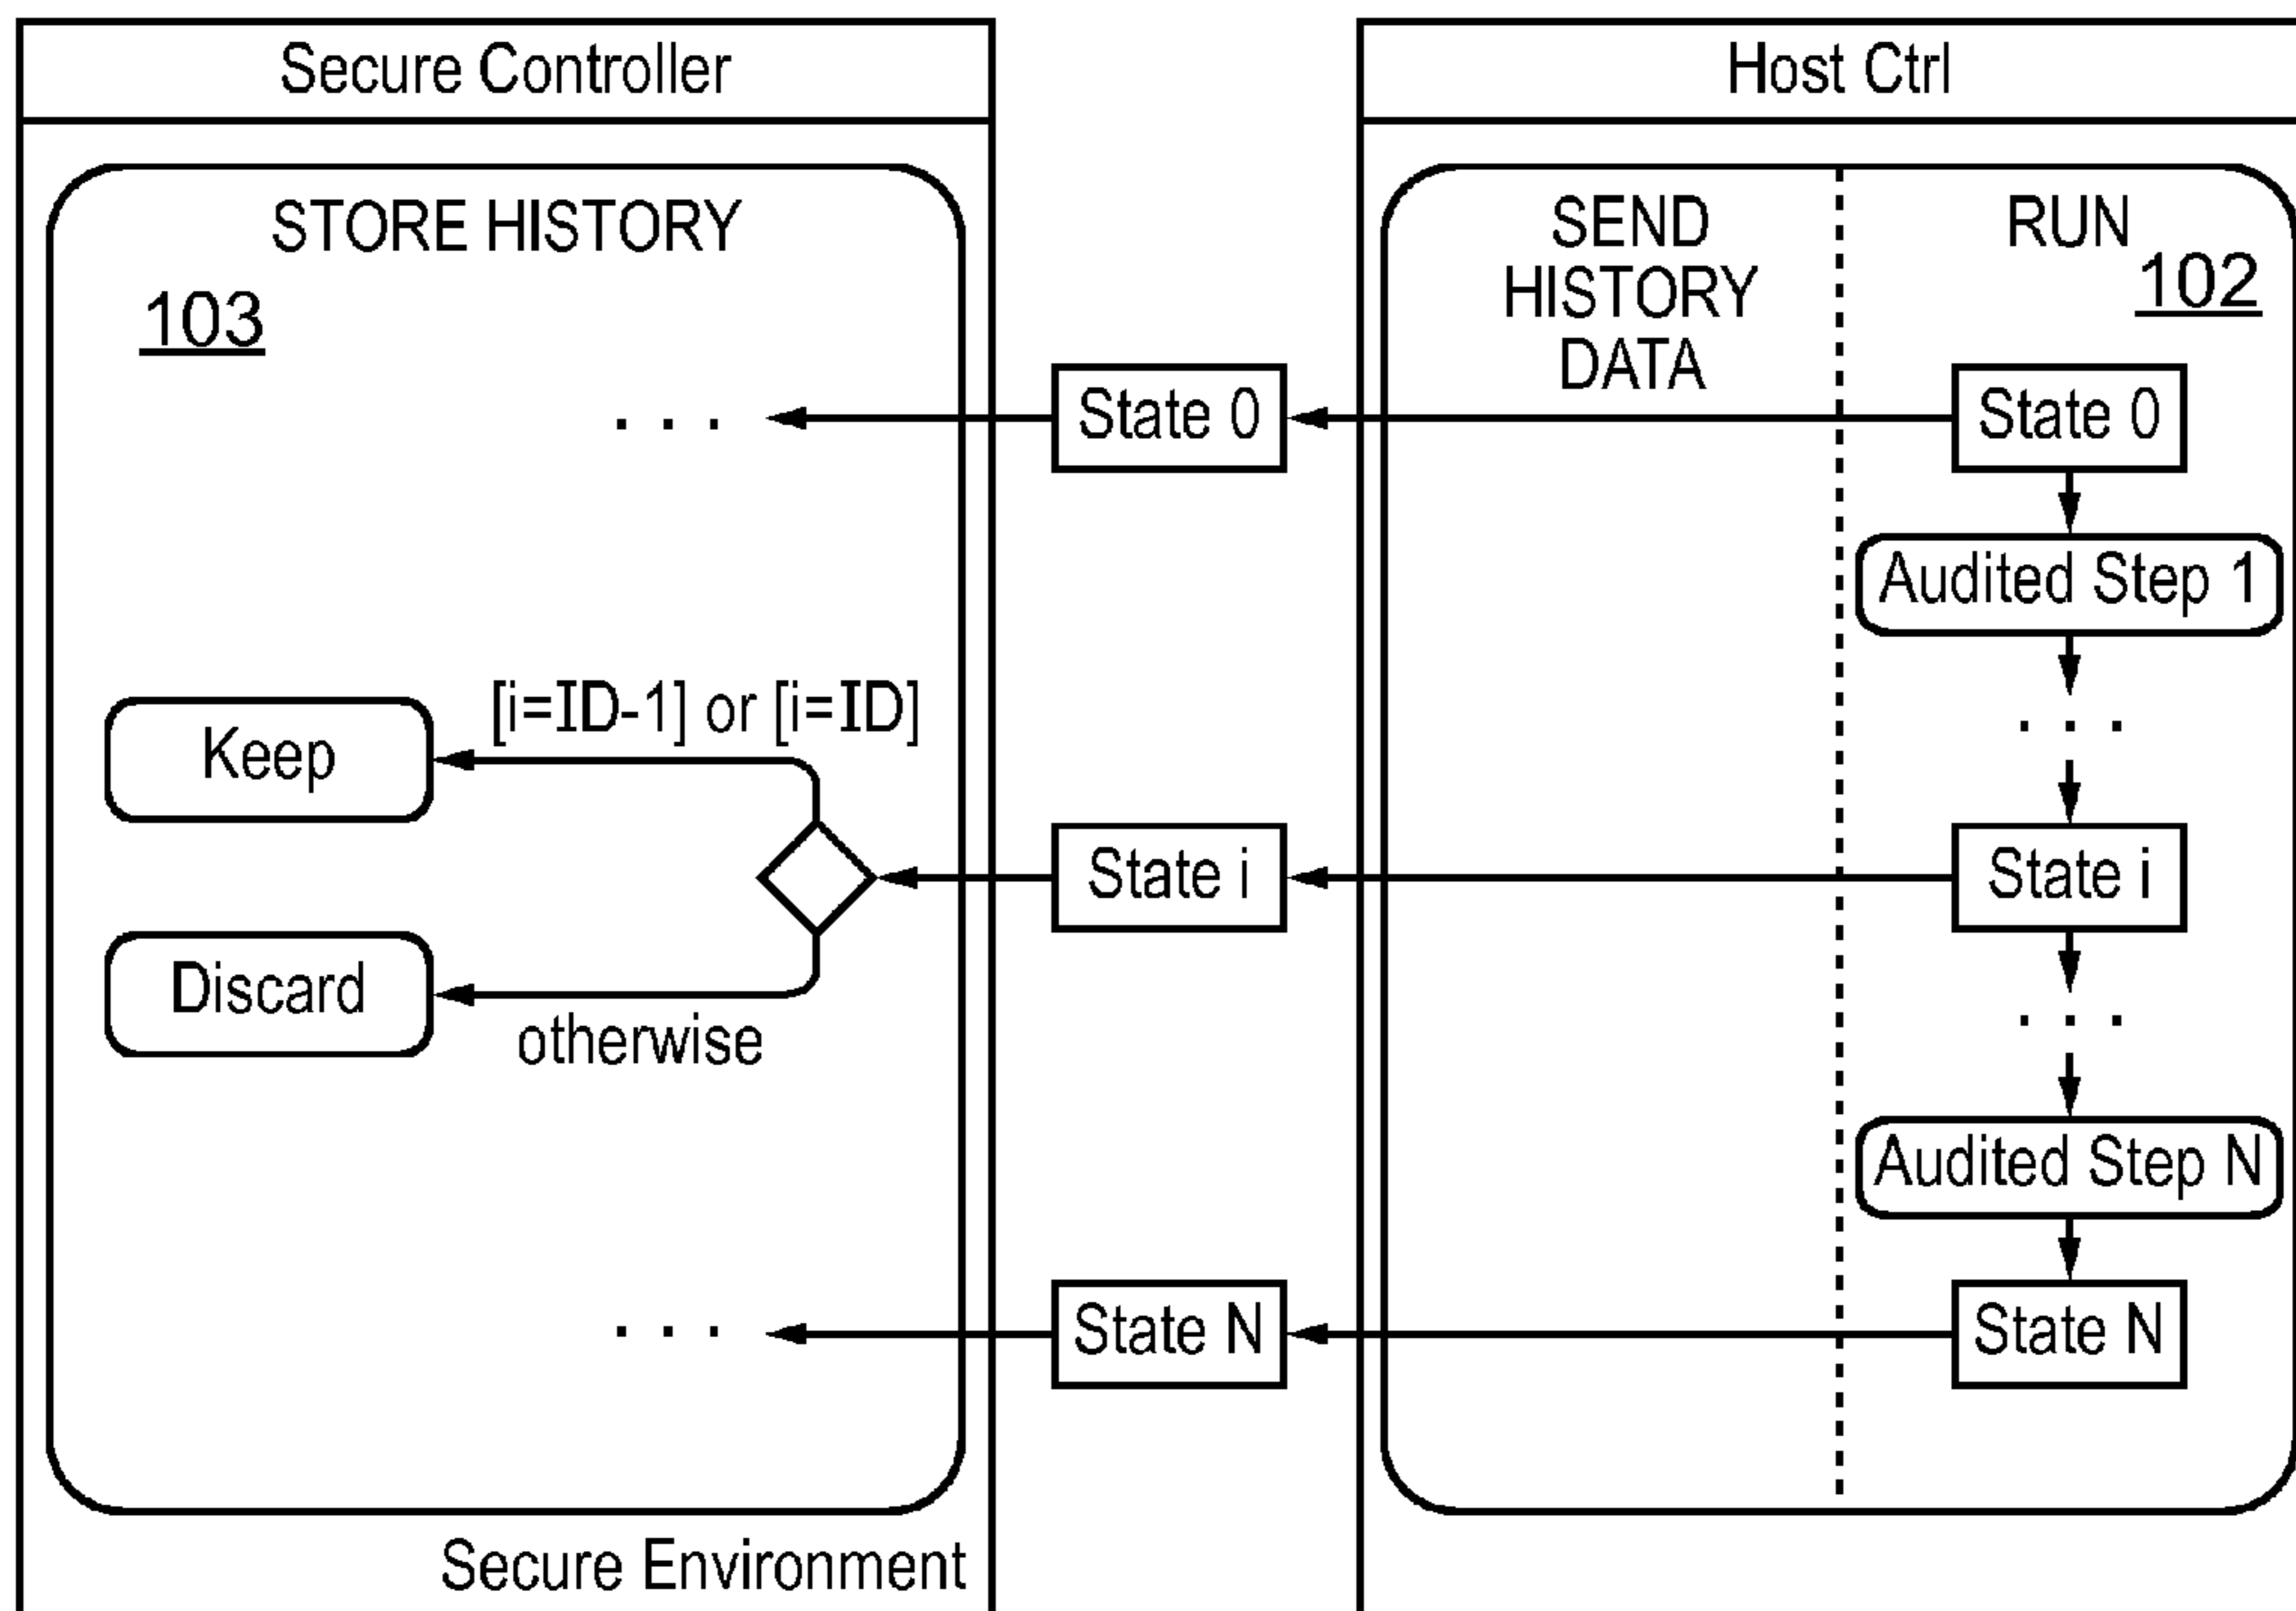 Secure Controller
Host Ctrl
STORE HISTORY
103
SEND
HISTORY
DATA
RUN
102
. . .
State 0
State 0
Audited Step 1
. . .
[i=ID-1] or [i=ID]
Keep
State i
State i
Discard
otherwise
. . .
Audited Step N
. . .
State N
State N
Secure Environment